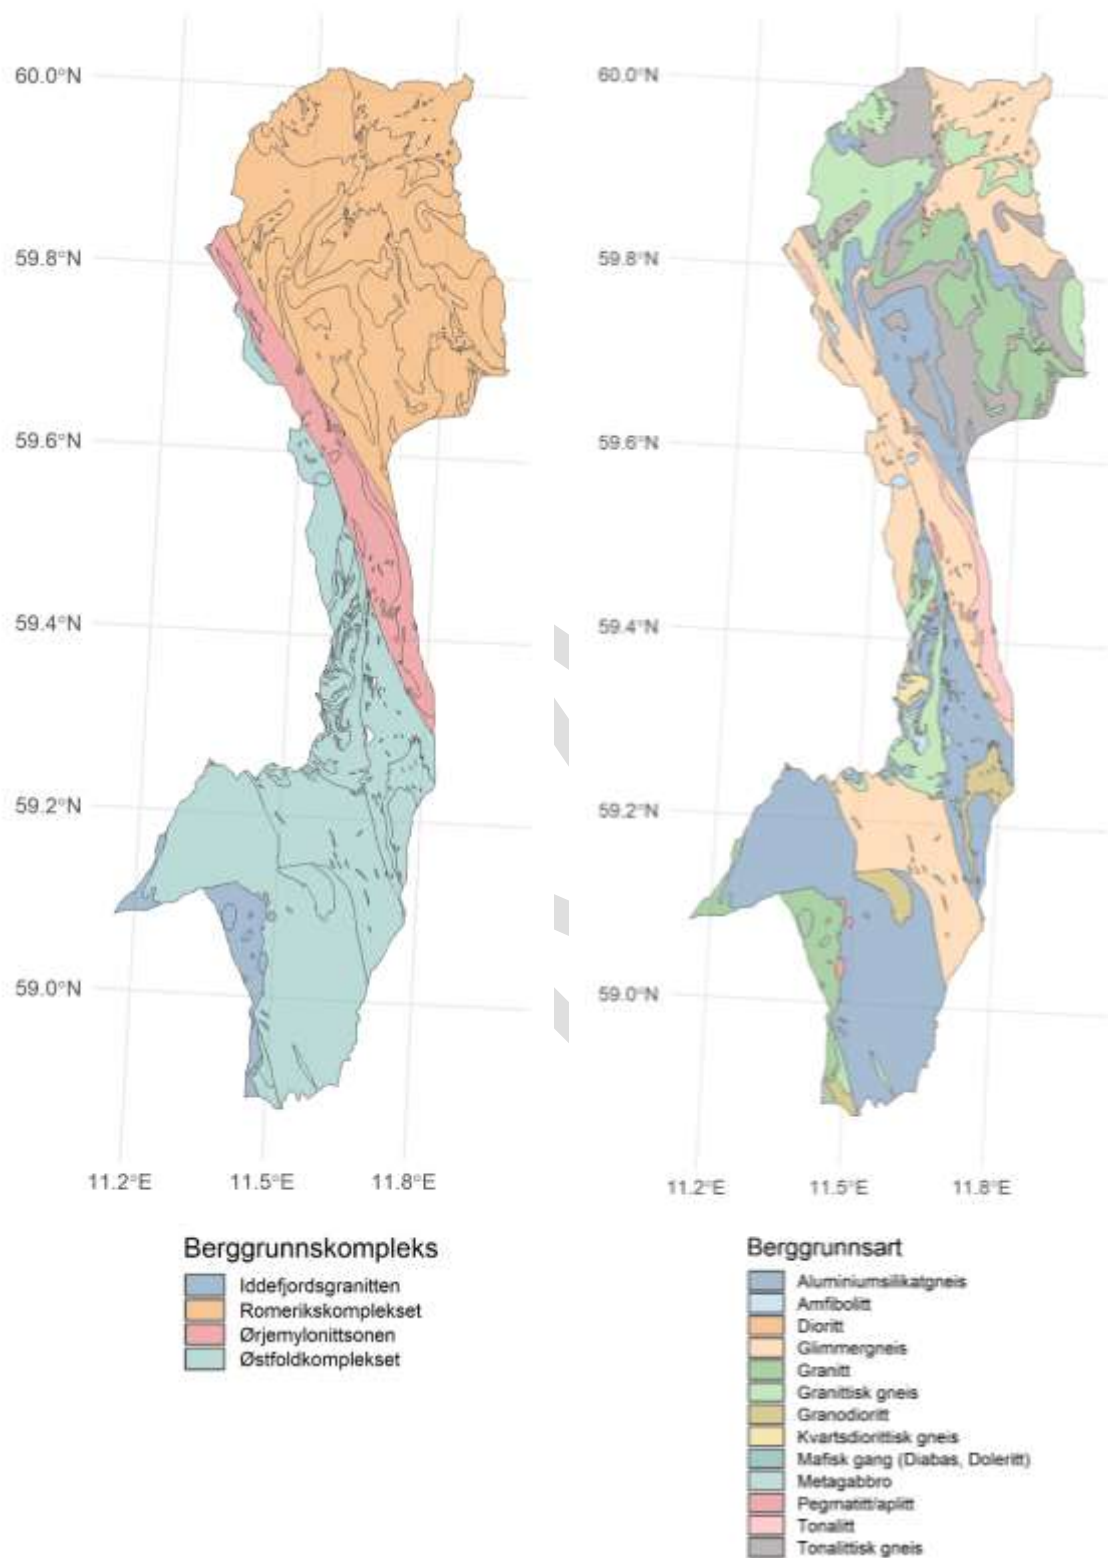 60.0°N
59.8°N
59.6°N
59.4°N
59.2°N
59.0°N
11.2°E 11.5°E 11.8°E
Berggrunnskompleks
Iddefjordsgranitten
Romerikskomplekset
Ørjemylonittsonen
Østfoldkomplekset
60.0°N
59.8°N
59.6°N
59.4°N
59.2°N
59.0°N
11.2°E 11.5°E 11.8°E
Berggrunnsart
Aluminiumsilikatgneis
Amfibolitt
Dioritt
Glimmergneis
Granitt
Granittisk gneis
Granodioritt
Kvartsdiorittisk gneis
Mafisk gang (Diabas, Doleritt)
Metagabbro
Pegmatitt/aplitt
Tonalitt
Tonalittisk gneis